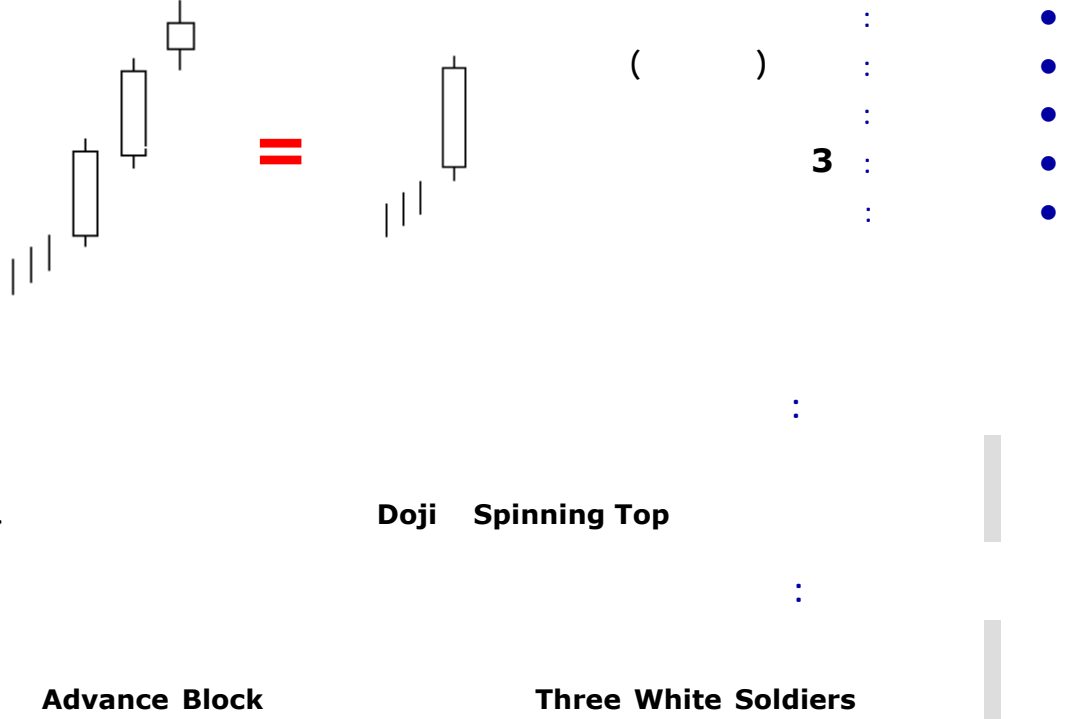 :
( ) :
:
3 :
:
:
Doji Spinning Top .
:
Three White Soldiers Advance Block